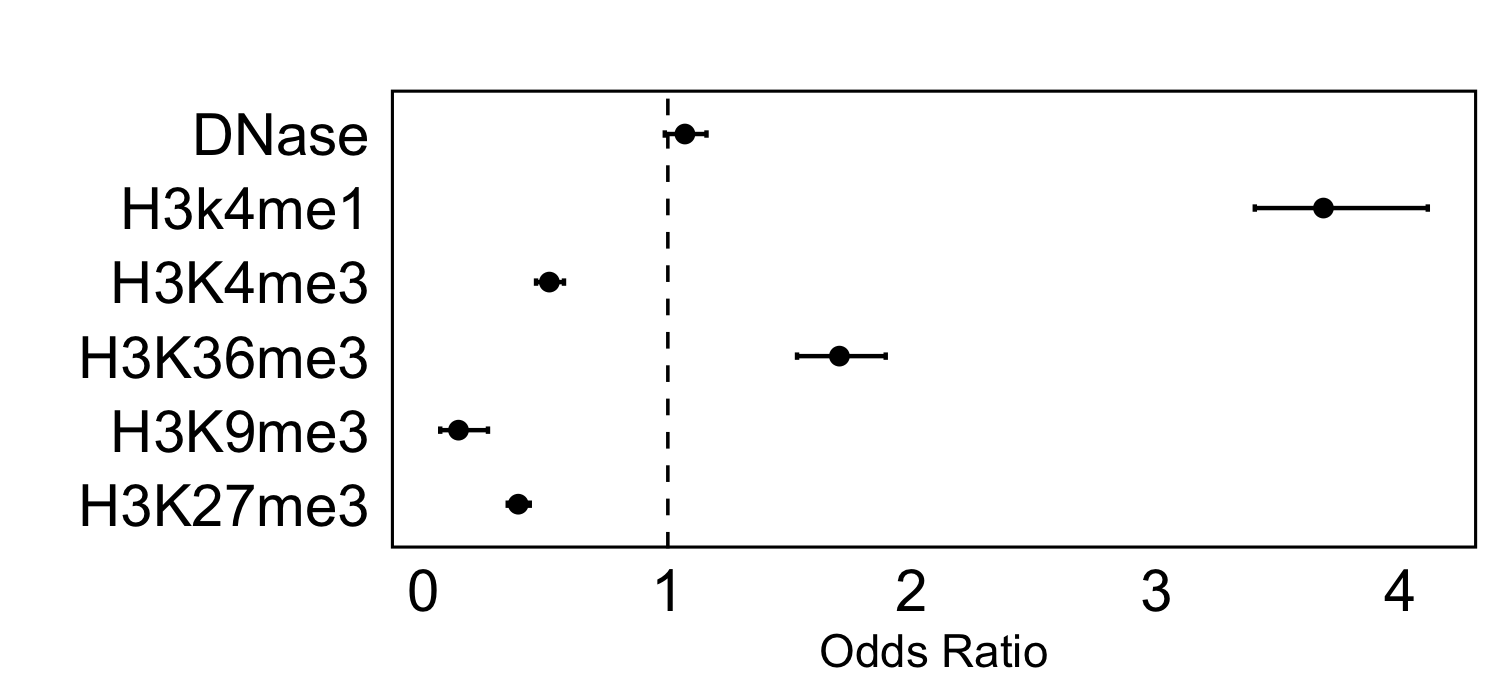 DNase
H3k4me1
H3K4me3
H3K36me3
H3K9me3
H3K27me3
0 1 2 3 4
Odds Ratio